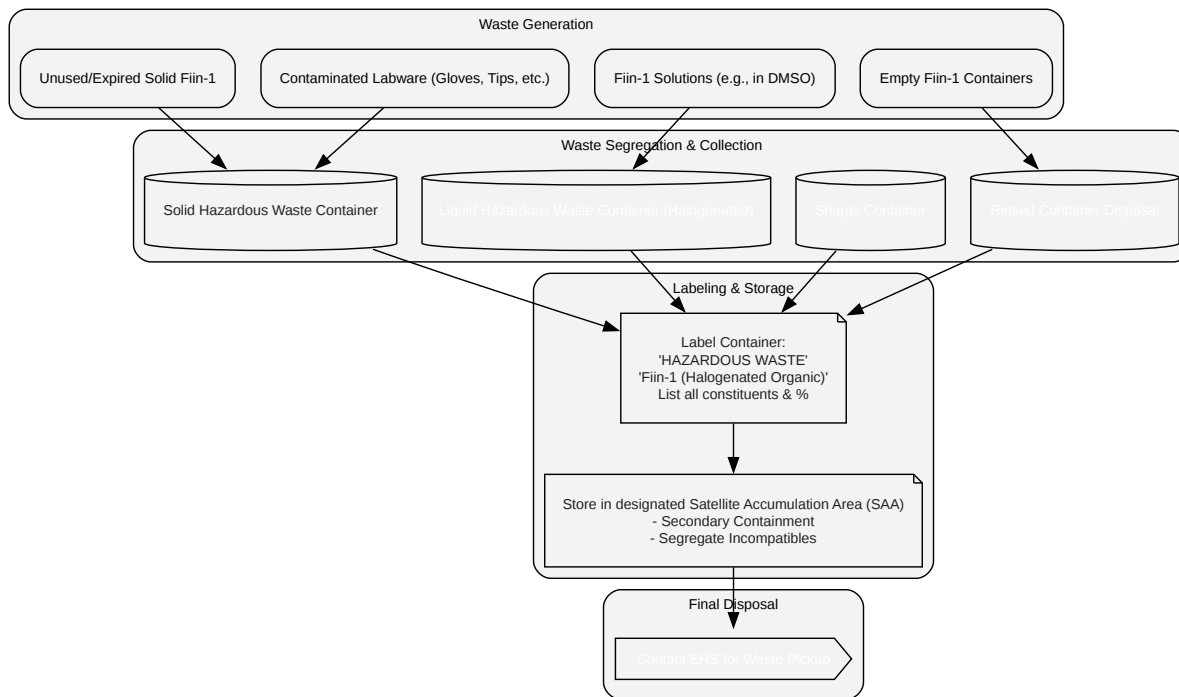 Waste Generation
Unused/Expired Solid Fiin-1
Contaminated Labware (Gloves, Tips, etc.)
Fiin-1 Solutions (e.g., in DMSO)
Empty Fiin-1 Containers
Waste Segregation & Collection
Solid Hazardous Waste Container
Liquid Hazardous Waste Container (Halogenated)
Sharps Container
Rinsed Container Disposal
Labeling & Storage
Label Container:
'HAZARDOUS WASTE'
'Fiin-1 (Halogenated Organic)'
List all constituents & %
Store in designated Satellite Accumulation Area (SAA)
- Secondary Containment
- Segregate Incompatibles
Final Disposal
Contact EHS for Waste Pickup